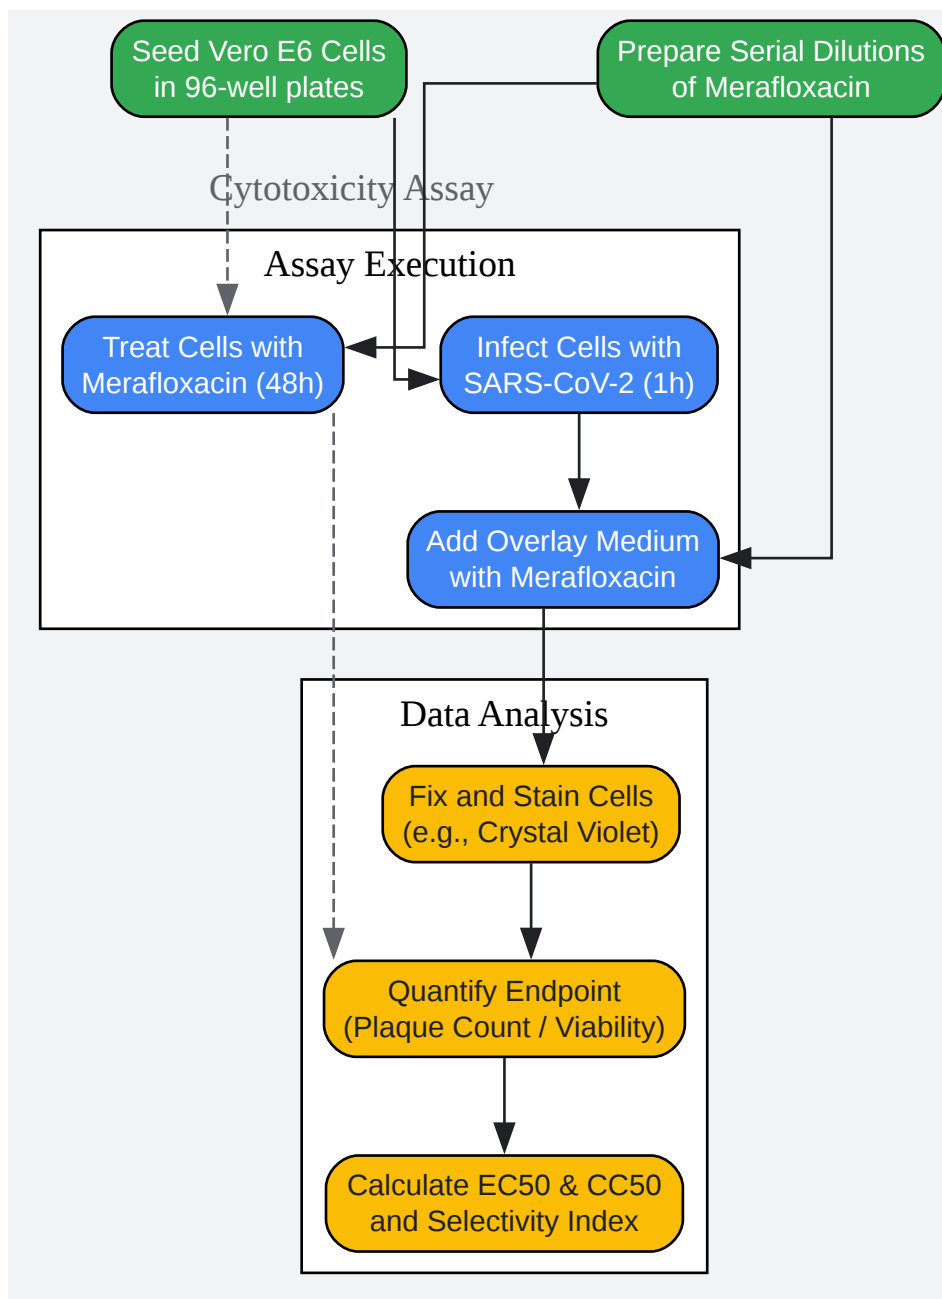 Seed Vero E6 Cells
in 96-well plates
Prepare Serial Dilutions
of Merafloxacin
Cytotoxicity Assay
Assay Execution
Treat Cells with
Merafloxacin (48h)
Infect Cells with
SARS-CoV-2 (1h)
Add Overlay Medium
with Merafloxacin
Data Analysis
Fix and Stain Cells
(e.g., Crystal Violet)
Quantify Endpoint
(Plaque Count / Viability)
Calculate EC50 & CC50
and Selectivity Index